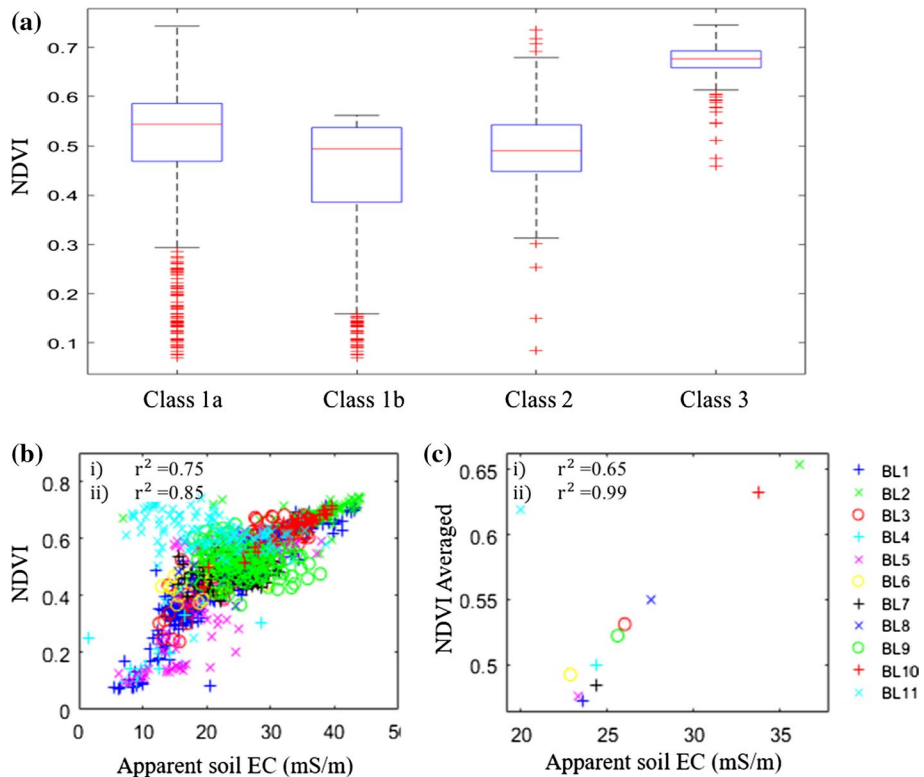 (a)
NDVI
0.7
0.6
0.5
0.4
0.3
0.2
0.1
Class 1a Class 1b Class 2 Class 3
(b)
i) r² =0.75
ii) r² =0.85
NDVI
0.8
0.6
0.4
0.2
0
0 10 20 30 40 50
Apparent soil EC (mS/m)
(c)
i) r² =0.65
ii) r² =0.99
NDVI Averaged
0.65
0.6
0.55
0.5
20 25 30 35
Apparent soil EC (mS/m)
BL1
BL2
BL3
BL4
BL5
BL6
BL7
BL8
BL9
BL10
BL11